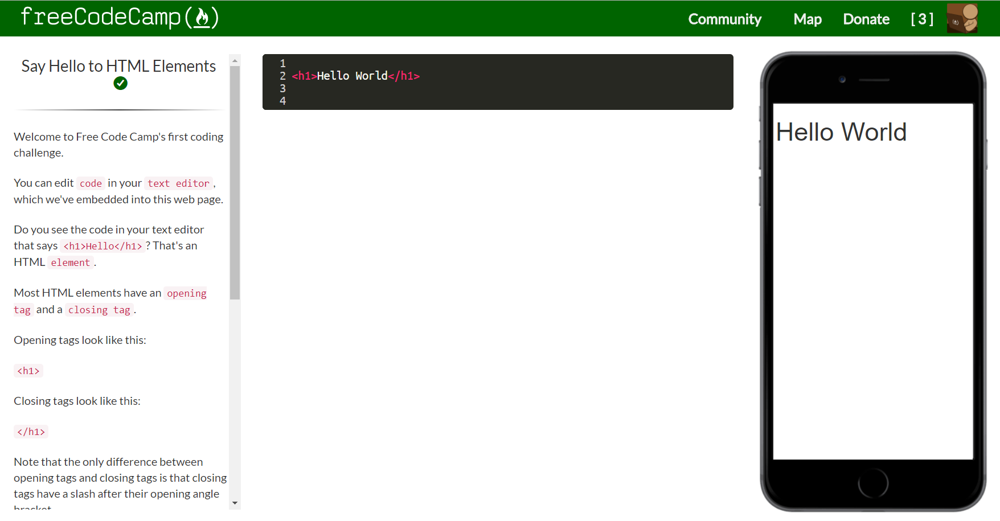 freeCodeCamp
Community Map Donate [ 3 ]
Say Hello to HTML Elements
Welcome to Free Code Camp's first coding
challenge.
You can edit code in your text editor,
which we've embedded into this web page.
Do you see the code in your text editor
that says <h1>Hello</h1>? That's an
HTML element.
Most HTML elements have an opening
tag and a closing tag.
Opening tags look like this:
<h1>
Closing tags look like this:
</h1>
Note that the only difference between
opening tags and closing tags is that closing
tags have a slash after their opening angle
bracket
1
2 <h1>Hello World</h1>
3
4
Hello World